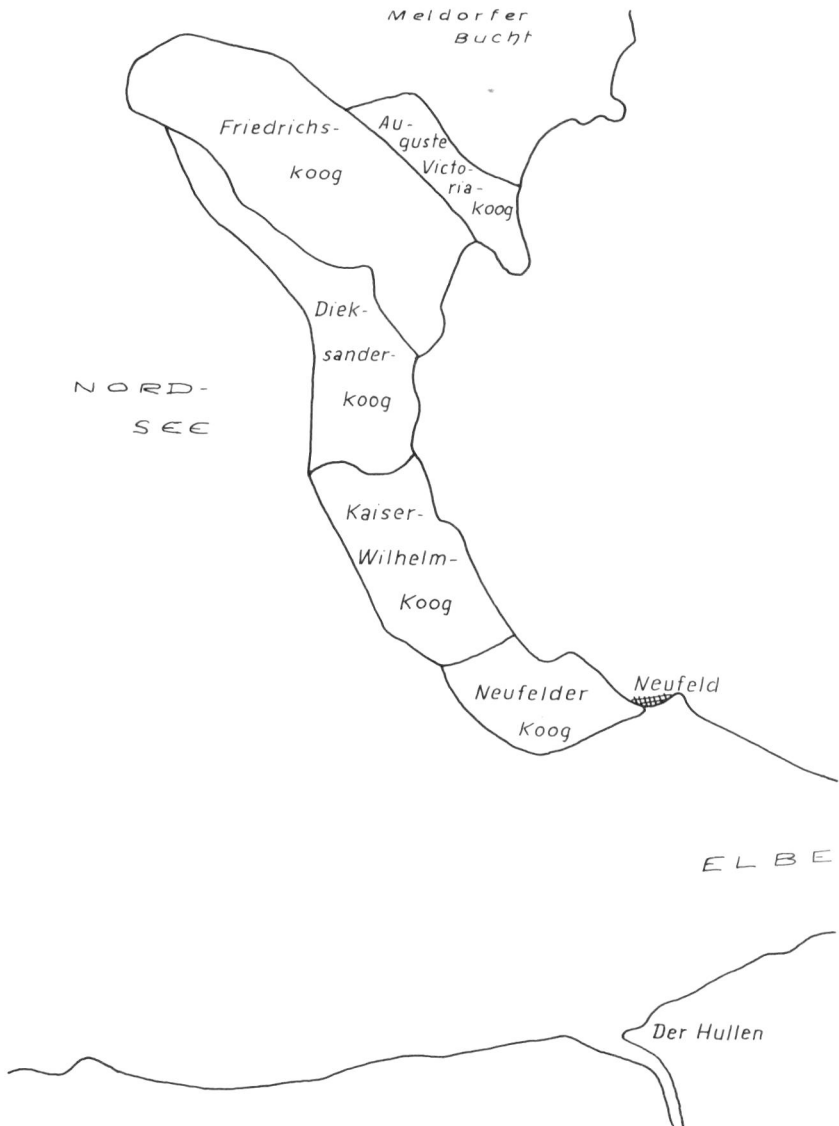 Meldorfer
Bucht
Friedrichs-
koog
Au-
guste
Victo-
ria-
koog
Diek-
sander-
koog
NORD-
SEE
Kaiser-
Wilhelm-
Koog
Neufelder
Koog
Neufeld
ELBE
Der Hullen